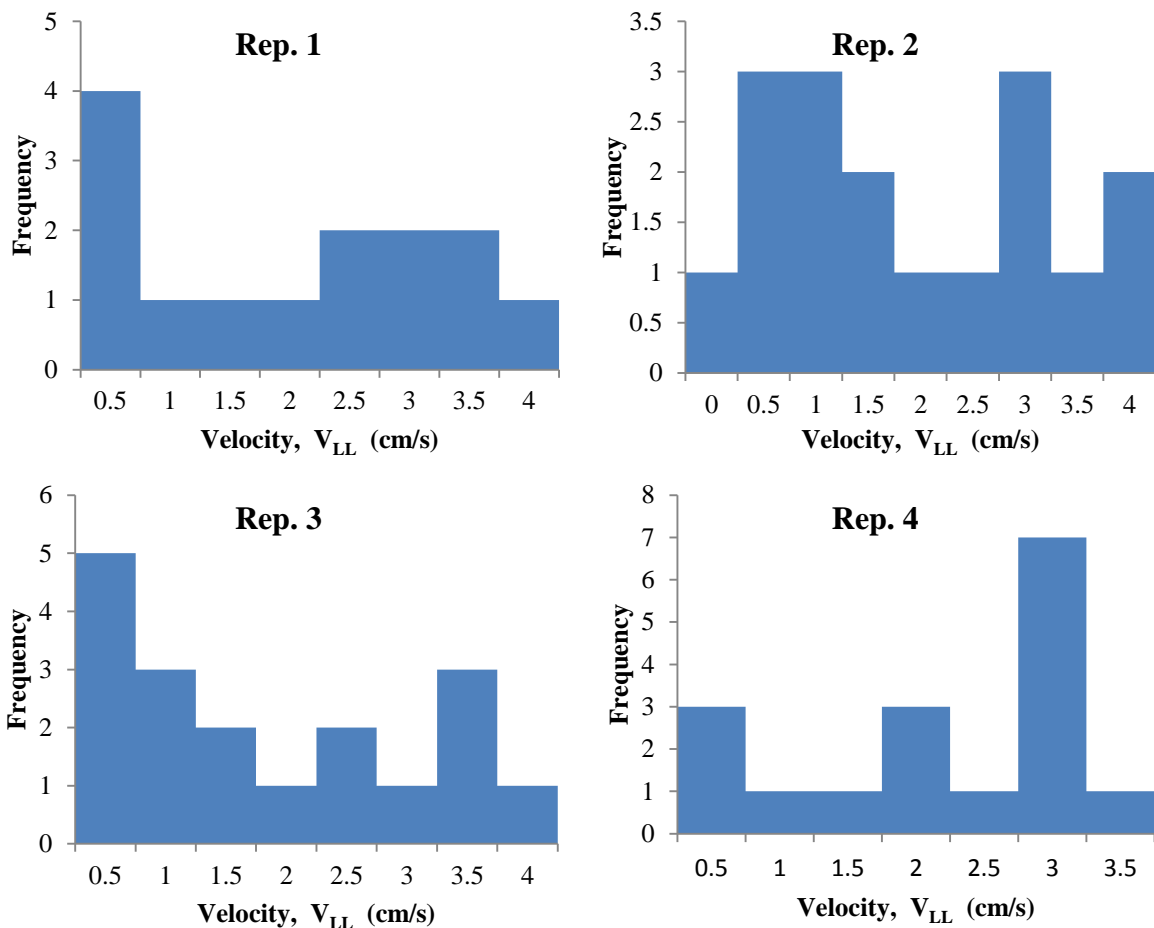 Rep. 1
5
4
3
2
1
0
Frequency
0.5 1 1.5 2 2.5 3 3.5 4
Velocity, VLL (cm/s)
Rep. 2
3.5
3
2.5
2
1.5
1
0.5
0
Frequency
0 0.5 1 1.5 2 2.5 3 3.5 4
Velocity, VLL (cm/s)
Rep. 3
6
5
4
3
2
1
0
Frequency
0.5 1 1.5 2 2.5 3 3.5 4
Velocity, VLL (cm/s)
Rep. 4
8
7
6
5
4
3
2
1
0
Frequency
0.5 1 1.5 2 2.5 3 3.5
Velocity, VLL (cm/s)